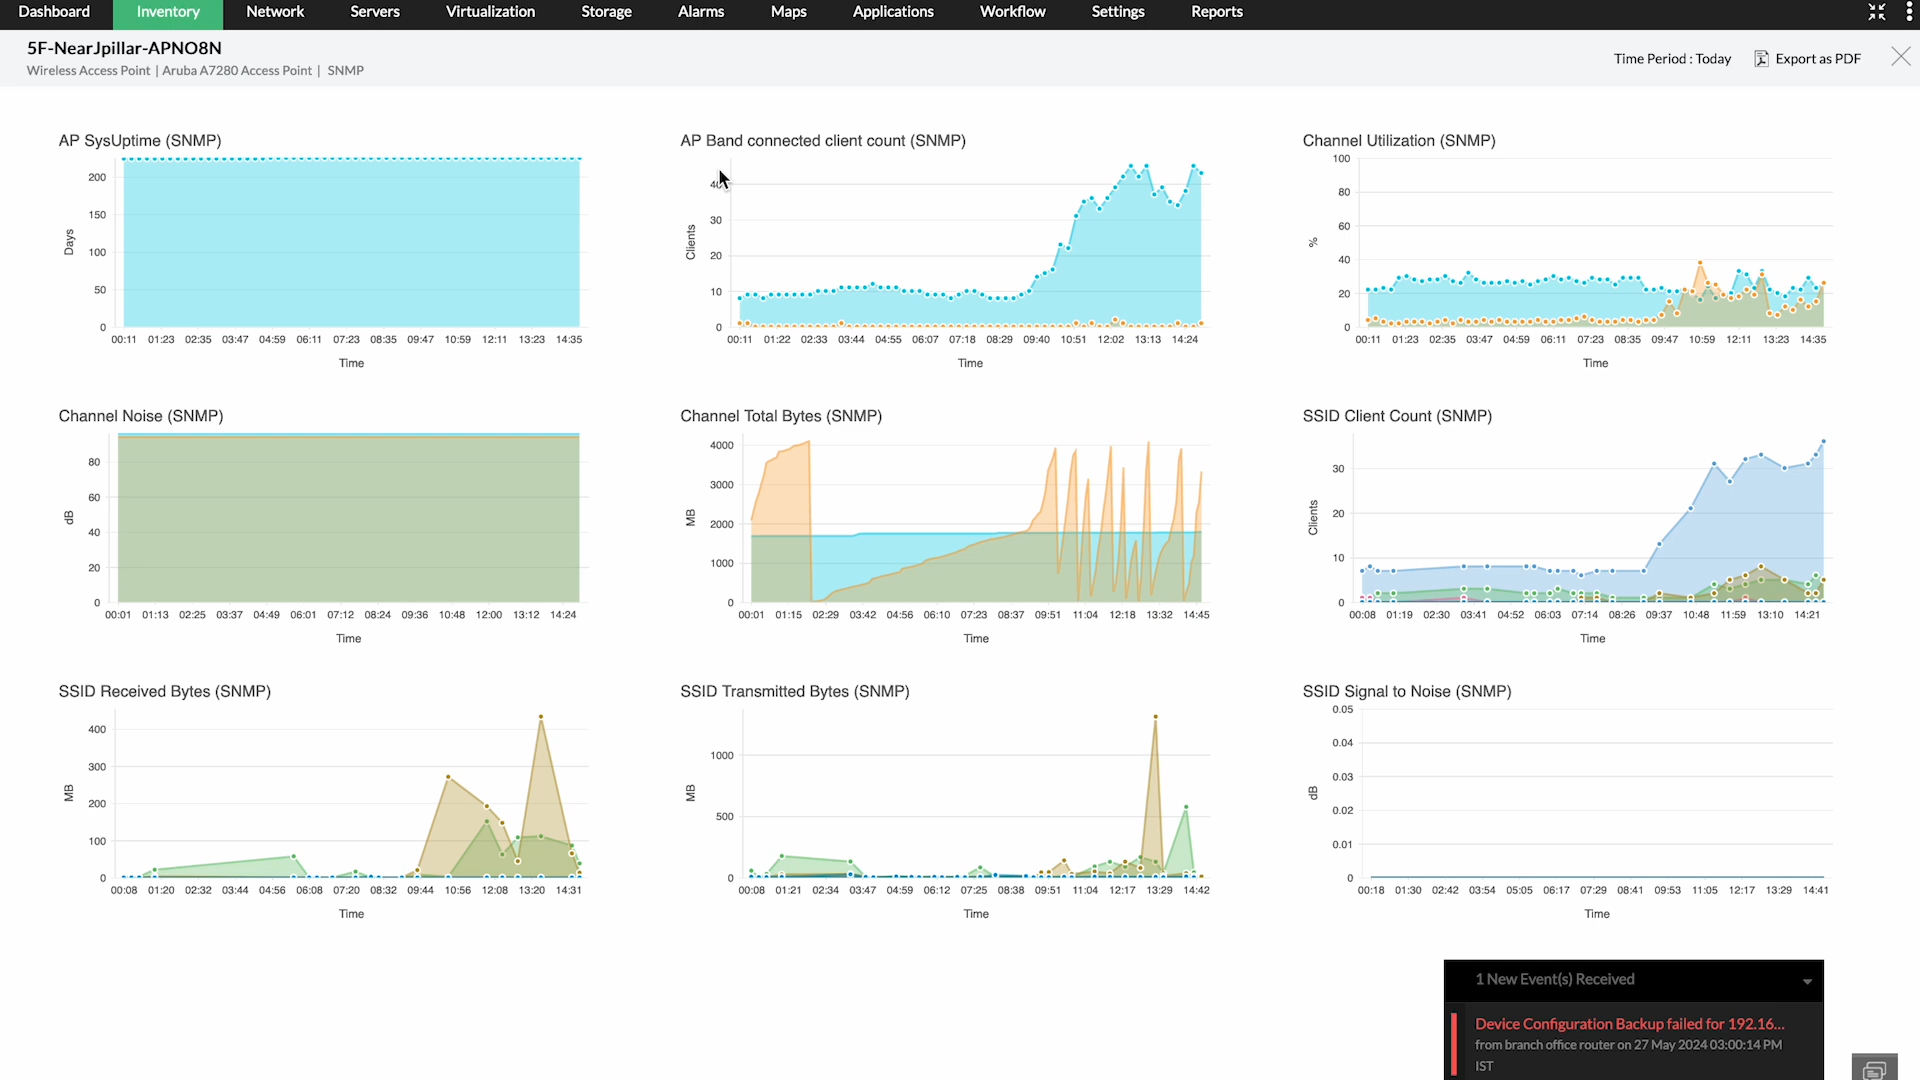 Dashboard Inventory Network Servers Virtualization Storage Alarms Maps Applications Workflow Settings Reports
5F-NearJpillar-APNO8N
Wireless Access Point | Aruba A7280 Access Point | SNMP
Time Period : Today Export as PDF
AP SysUptime (SNMP)
200
150
100
50
0
Days
00:11 01:23 02:35 03:47 04:59 06:11 07:23 08:35 09:47 10:59 12:11 13:23 14:35
Time
AP Band connected client count (SNMP)
40
30
20
10
0
Clients
00:11 01:22 02:33 03:44 04:55 06:07 07:18 08:29 09:40 10:51 12:02 13:13 14:24
Time
Channel Utilization (SNMP)
100
80
60
40
20
0
%
00:11 01:23 02:35 03:47 04:59 06:11 07:23 08:35 09:47 10:59 12:11 13:23 14:35
Time
Channel Noise (SNMP)
80
60
40
20
0
dB
00:01 01:13 02:25 03:37 04:49 06:01 07:12 08:24 09:36 10:48 12:00 13:12 14:24
Time
Channel Total Bytes (SNMP)
4000
3000
2000
1000
0
MB
00:01 01:15 02:29 03:42 04:56 06:10 07:23 08:37 09:51 11:04 12:18 13:32 14:45
Time
SSID Client Count (SNMP)
30
20
10
0
Clients
00:08 01:19 02:30 03:41 04:52 06:03 07:14 08:26 09:37 10:48 11:59 13:10 14:21
Time
SSID Received Bytes (SNMP)
400
300
200
100
0
MB
00:08 01:20 02:32 03:44 04:56 06:08 07:20 08:32 09:44 10:56 12:08 13:20 14:31
Time
SSID Transmitted Bytes (SNMP)
1000
500
0
MB
00:08 01:21 02:34 03:47 04:59 06:12 07:25 08:38 09:51 11:04 12:17 13:29 14:42
Time
SSID Signal to Noise (SNMP)
0.05
0.04
0.03
0.02
0.01
0
dB
00:18 01:30 02:42 03:54 05:05 06:17 07:29 08:41 09:53 11:05 12:17 13:29 14:41
Time
1 New Event(s) Received
Device Configuration Backup failed for 192.16...
from branch office router on 27 May 2024 03:00:14 PM
IST